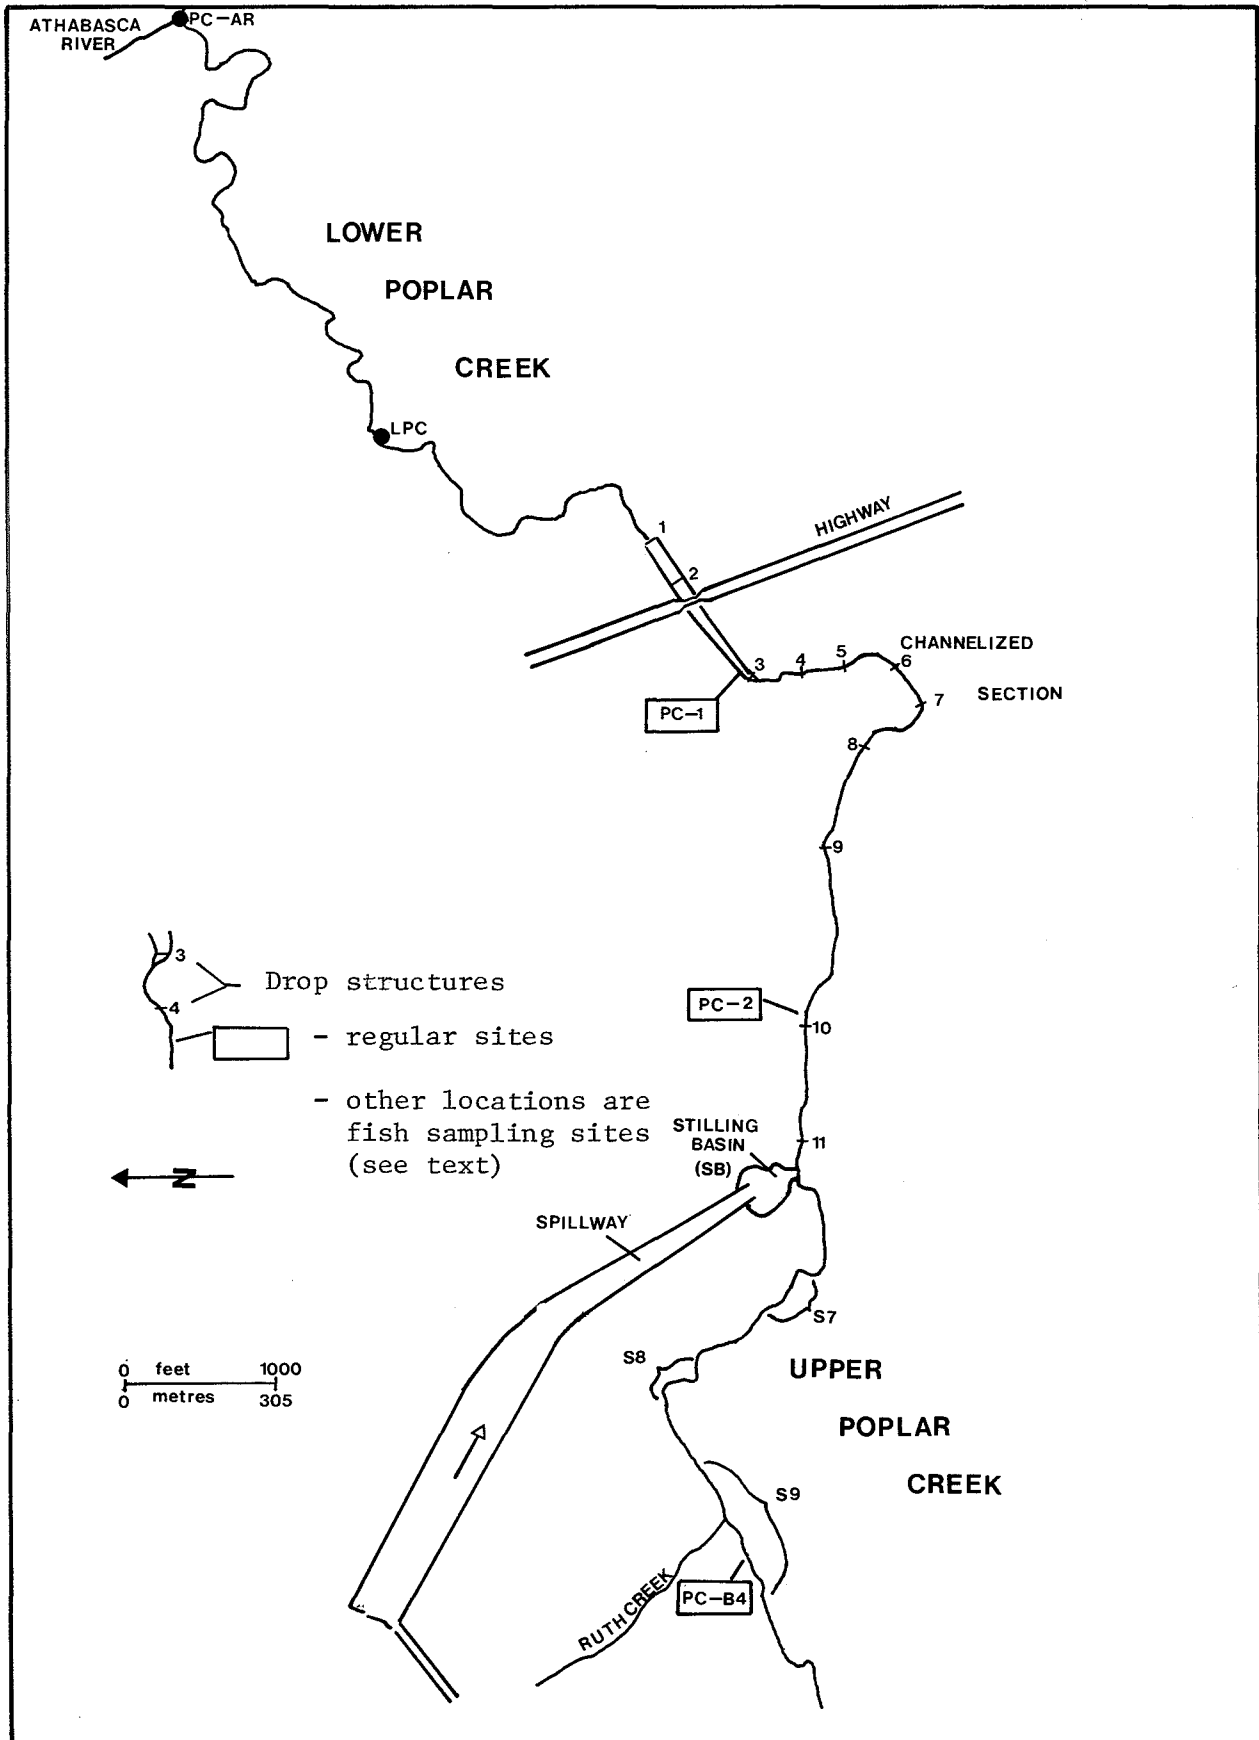 PC-AR
ATHABASCA
RIVER
LOWER
POPLAR
CREEK
LPC
1
HIGHWAY
2
3
4
5
6
CHANNELIZED
7
SECTION
PC-1
8
9
3
Drop structures
4
PC-2
10
- regular sites
- other locations are
fish sampling sites
(see text)
STILLING
BASIN
(SB)
11
N
SPILLWAY
S7
S8
UPPER
POPLAR
CREEK
0 feet 1000
0 metres 305
S9
RUTH CREEK
PC-B4